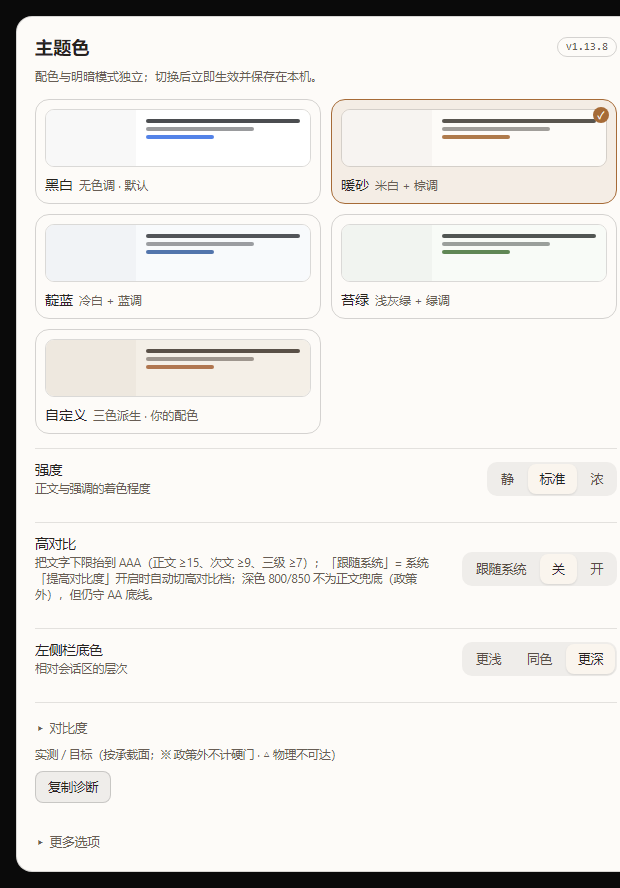 主题色
v1.13.8
配色与明暗模式独立；切换后立即生效并保存在本机。
黑白 无色调 · 默认
暖砂 米白 + 棕调
靛蓝 冷白 + 蓝调
苔绿 浅灰绿 + 绿调
自定义 三色派生 · 你的配色
强度
正文与强调的着色程度
静 标准 浓
高对比
把文字下限抬到 AAA（正文 ≥15、次文 ≥9、三级 ≥7）；「跟随系统」= 系统
「提高对比度」开启时自动切高对比档；深色 800/850 不为正文兜底（政策
外），但仍守 AA 底线。
跟随系统 关 开
左侧栏底色
相对会话区的层次
更浅 同色 更深
▸ 对比度
实测 / 目标（按承载面；※ 政策外不计硬门 · ▵ 物理不可达）
复制诊断
▸ 更多选项